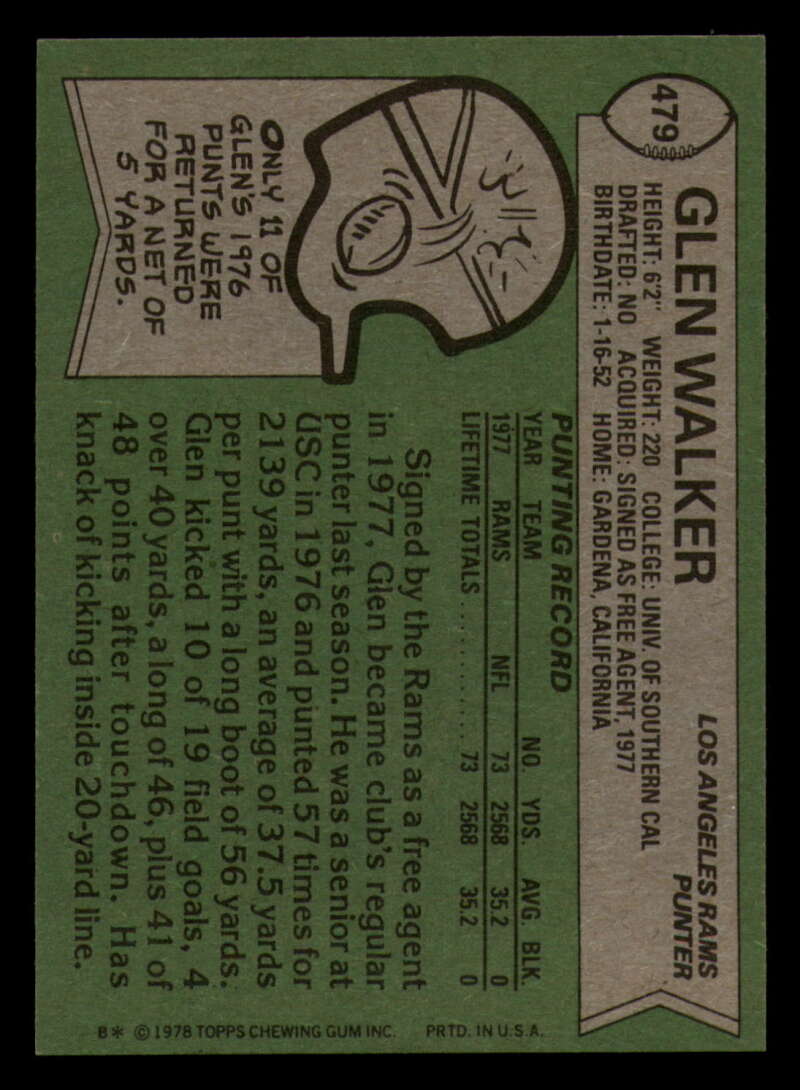 479
GLEN WALKER
LOS ANGELES RAMS
PUNTER
HEIGHT: 6'2" WEIGHT: 220 COLLEGE: UNIV. OF SOUTHERN CAL
DRAFTED: NO ACQUIRED: SIGNED AS FREE AGENT, 1977
BIRTHDATE: 1-16-52 HOME: GARDENA, CALIFORNIA
ONLY 11 OF
GLEN'S 1976
PUNTS WERE
RETURNED
FOR A NET OF
5 YARDS.
PUNTING RECORD
YEAR TEAM NO. YDS. AVG. BLK.
1977 RAMS NFL 73 2568 35.2 0
LIFETIME TOTALS .......... 73 2568 35.2 0
Signed by the Rams as a free agent
in 1977, Glen became club's regular
punter last season. He was a senior at
USC in 1976 and punted 57 times for
2139 yards, an average of 37.5 yards
per punt with a long boot of 56 yards.
Glen kicked 10 of 19 field goals, 4
over 40 yards, a long of 46, plus 41 of
48 points after touchdown. Has
knack of kicking inside 20-yard line.
B* © 1978 TOPPS CHEWING GUM INC. PRTD. IN U.S.A.